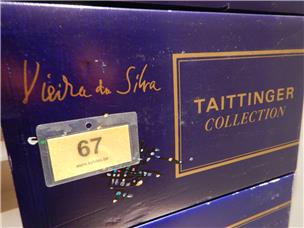 Vieira da Silva
TAITTINGER
COLLECTION
67